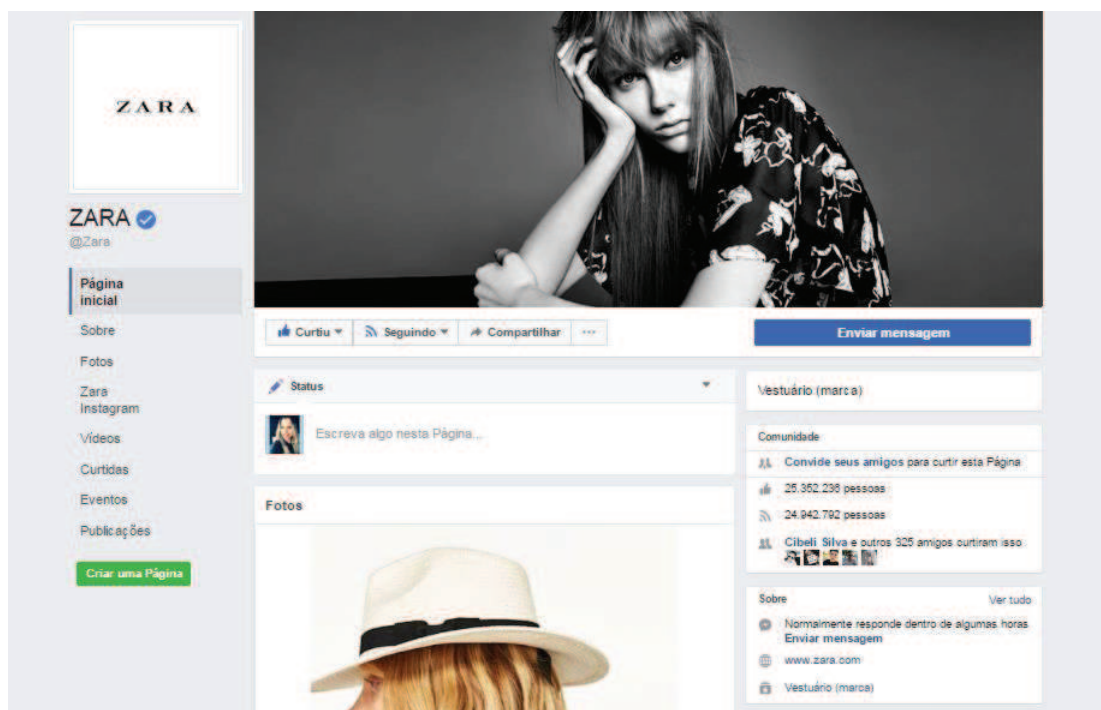 ZARA
ZARA
@Zara
Página
inicial
Sobre
Fotos
Zara
Instagram
Vídeos
Curtidas
Eventos
Publicações
Criar uma Página
Curtiu
Seguindo
Compartilhar
Enviar mensagem
Status
Escreva algo nesta Página...
Fotos
Vestuário (marca)
Comunidade
Convide seus amigos para curtir esta Página
25.352.236 pessoas
24.942.792 pessoas
Cibeli Silva e outros 325 amigos curtiram isso
Sobre Ver tudo
Normalmente responde dentro de algumas horas
Enviar mensagem
www.zara.com
Vestuário (marca)